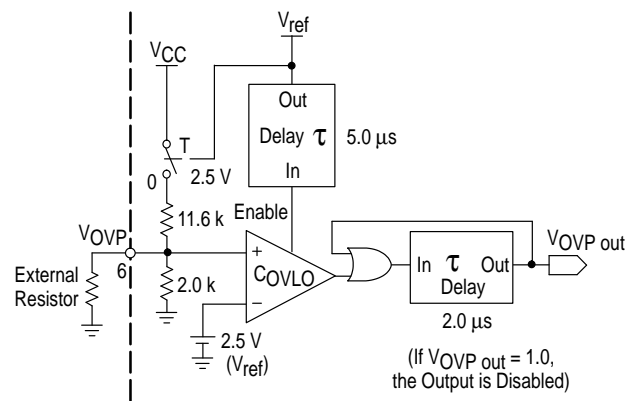 Vref
VCC
Out
Delay τ
5.0 µs
In
T
0
2.5 V
Enable
11.6 k
VOVP
6
External
Resistor
2.0 k
+
COVLO
–
2.5 V
(Vref)
In
τ
Out
Delay
2.0 µs
VOVP out
(If VOVP out = 1.0,
the Output is Disabled)